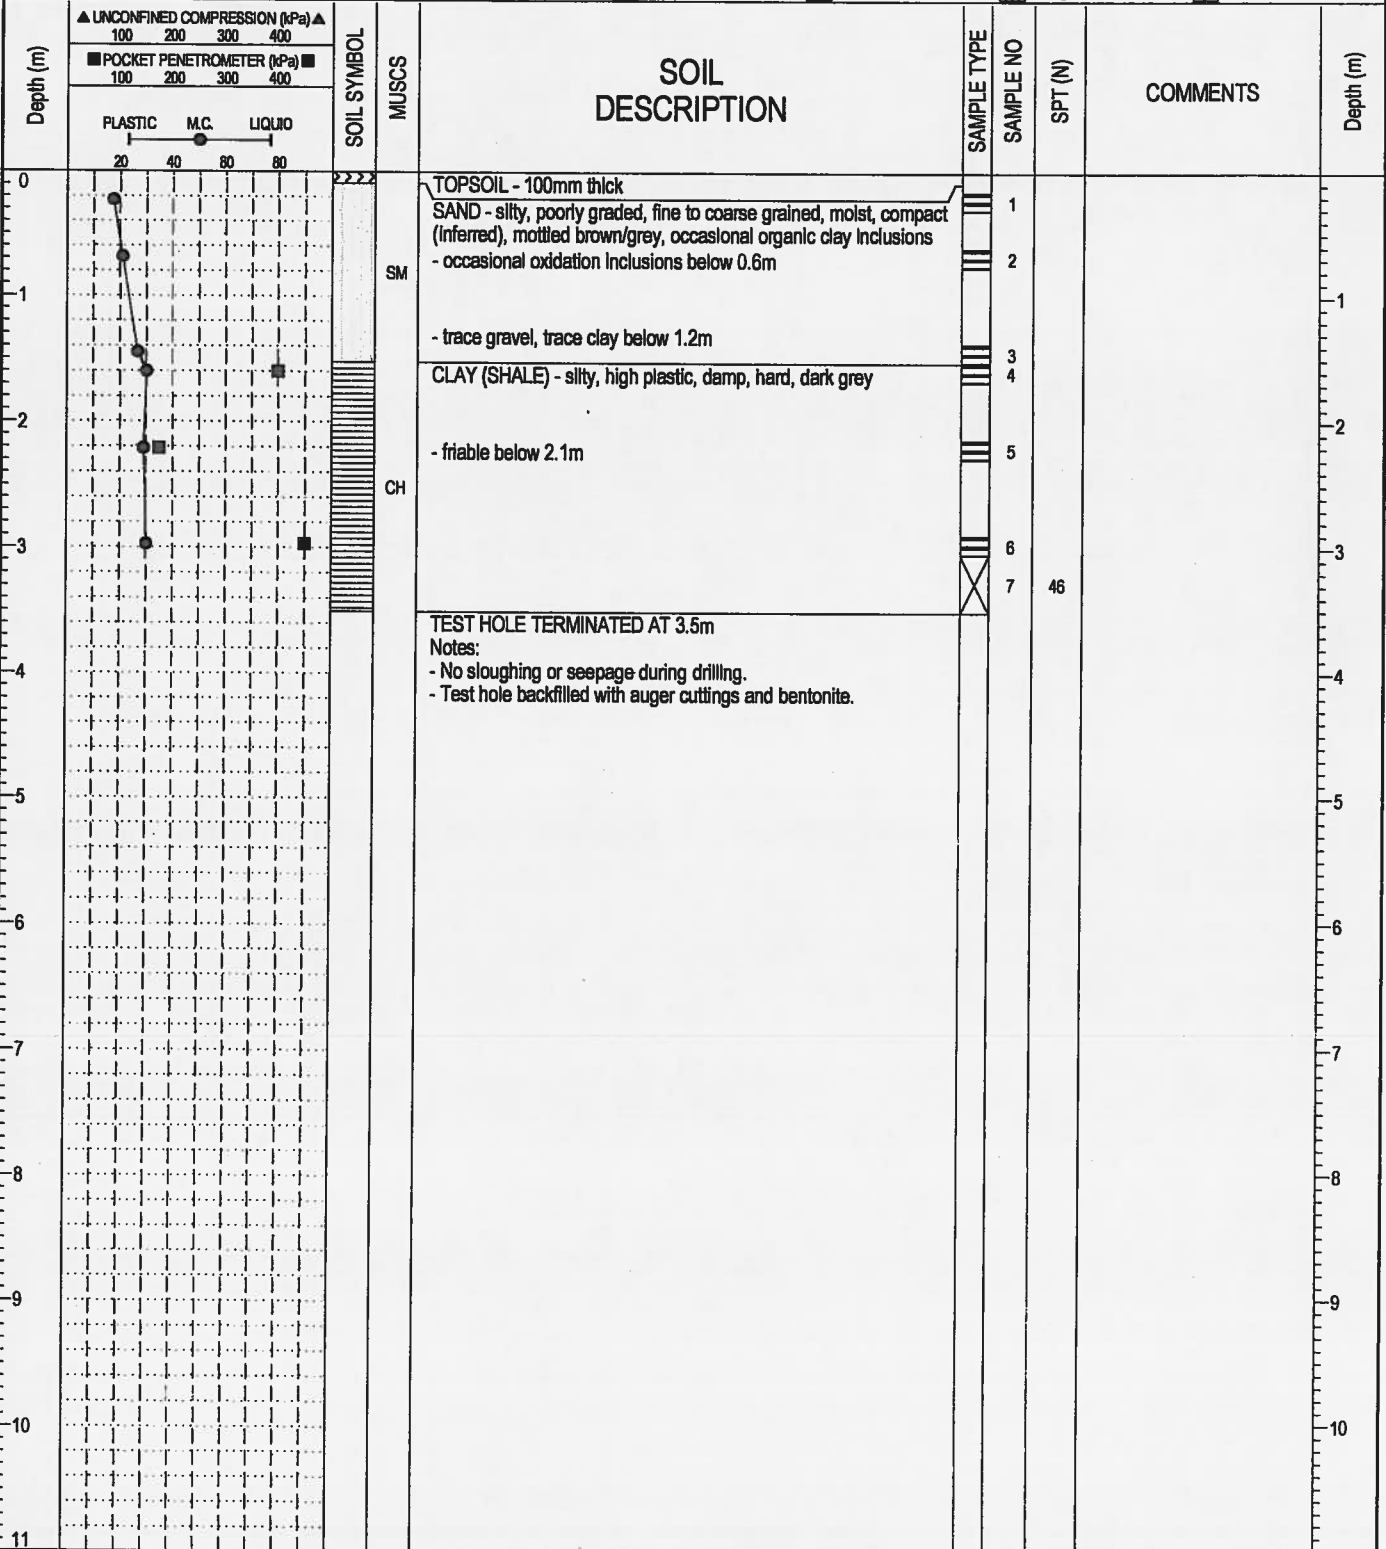 ▲ UNCONFINED COMPRESSION (kPa) ▲
100 200 300 400
■ POCKET PENETROMETER (kPa) ■
100 200 300 400
PLASTIC M.C. LIQUID
20 40 60 80
Depth (m)
SOIL SYMBOL
MUSCS
SOIL
DESCRIPTION
SAMPLE TYPE
SAMPLE NO
SPT (N)
COMMENTS
Depth (m)
0
TOPSOIL - 100mm thick
SAND - silty, poorly graded, fine to coarse grained, moist, compact
(inferred), mottled brown/grey, occasional organic clay inclusions
- occasional oxidation inclusions below 0.6m
- trace gravel, trace clay below 1.2m
SM
1
2
3
CLAY (SHALE) - silty, high plastic, damp, hard, dark grey
- friable below 2.1m
CH
4
5
6
7 46
TEST HOLE TERMINATED AT 3.5m
Notes:
- No sloughing or seepage during drilling.
- Test hole backfilled with auger cuttings and bentonite.
1
2
3
4
5
6
7
8
9
10
11
1
2
3
4
5
6
7
8
9
10